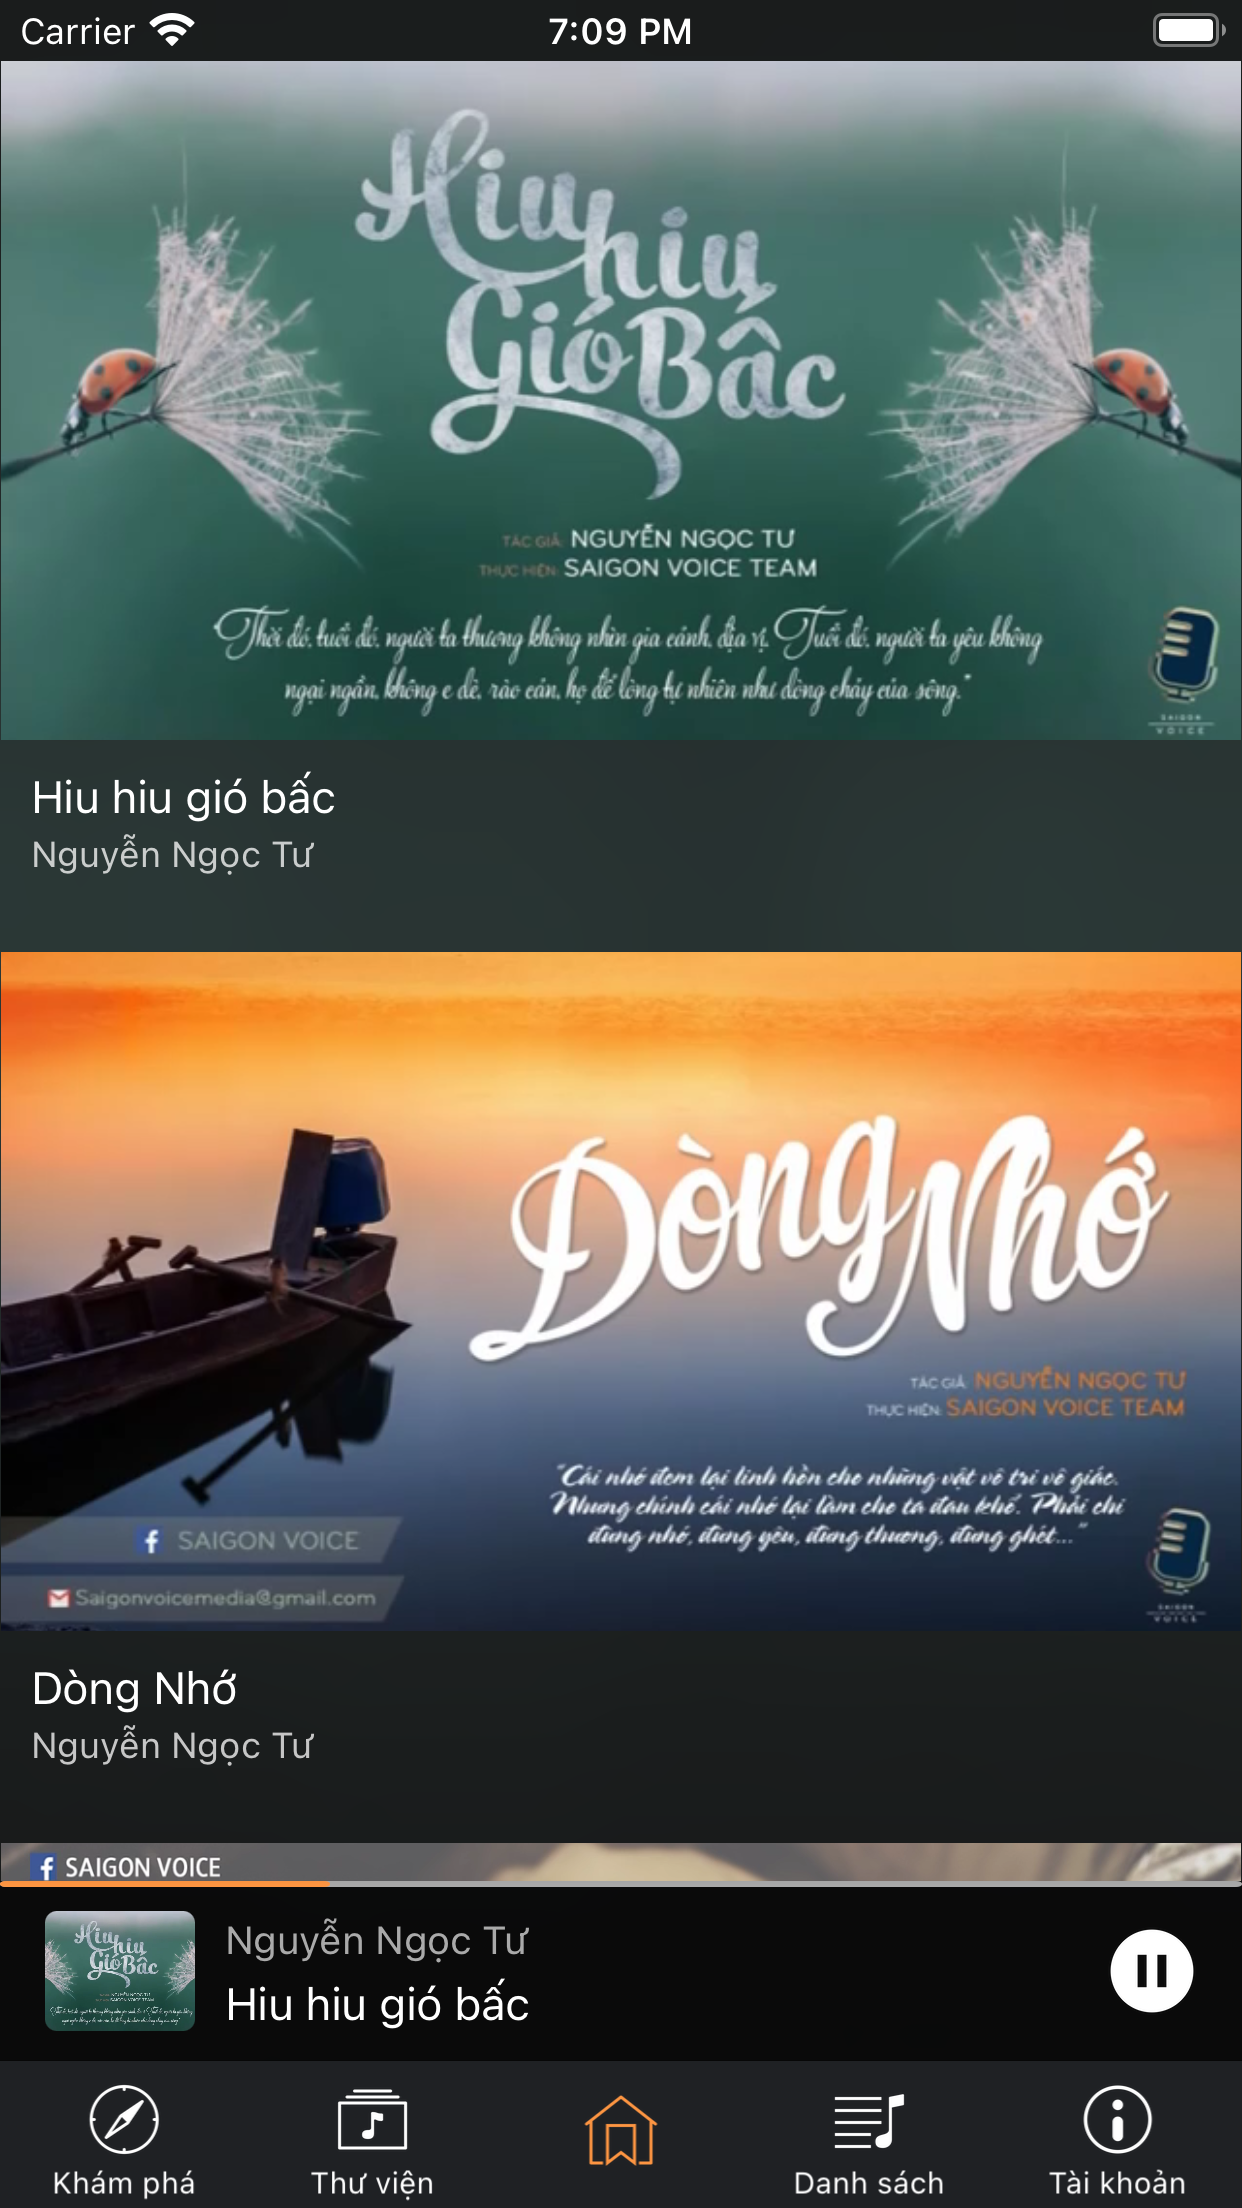 Carrier
7:09 PM
Hiu hiu
Gió Bấc
TÁC GIẢ: NGUYỄN NGỌC TƯ
THỰC HIỆN: SAIGON VOICE TEAM
"Thời đó, tuổi đó, người ta thương không nhìn gia cảnh, địa vị. Tuổi đó, người ta yêu không
ngại ngần, không e dè, rào cản, họ để lòng tự nhiên như dòng chảy của sông."
SAIGON
VOICE
Hiu hiu gió bấc
Nguyễn Ngọc Tư
Dòng Nhớ
TÁC GIẢ: NGUYỄN NGỌC TƯ
THỰC HIỆN: SAIGON VOICE TEAM
"Cái nhớ đem lại linh hồn cho những vật vô tri vô giác.
Nhưng chính cái nhớ lại làm cho ta đau khổ. Phải chi
đừng nhớ, đừng yêu, đừng thương, đừng ghét..."
SAIGON VOICE
Saigonvoicemedia@gmail.com
SAIGON
VOICE
Dòng Nhớ
Nguyễn Ngọc Tư
SAIGON VOICE
Hiu hiu
Gió Bấc
Nguyễn Ngọc Tư
Hiu hiu gió bấc
Khám phá
Thư viện
Danh sách
Tài khoản